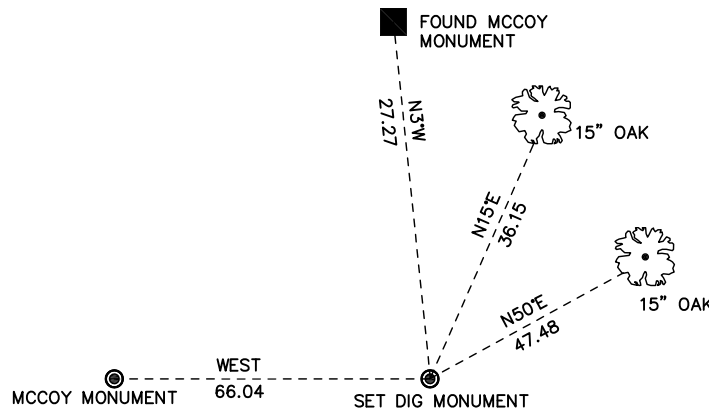 FOUND MCCOY
MONUMENT
N3°W
27.27
15” OAK
N15°E
36.15
15” OAK
N50°E
47.48
WEST
66.04
MCCOY MONUMENT
SET DIG MONUMENT